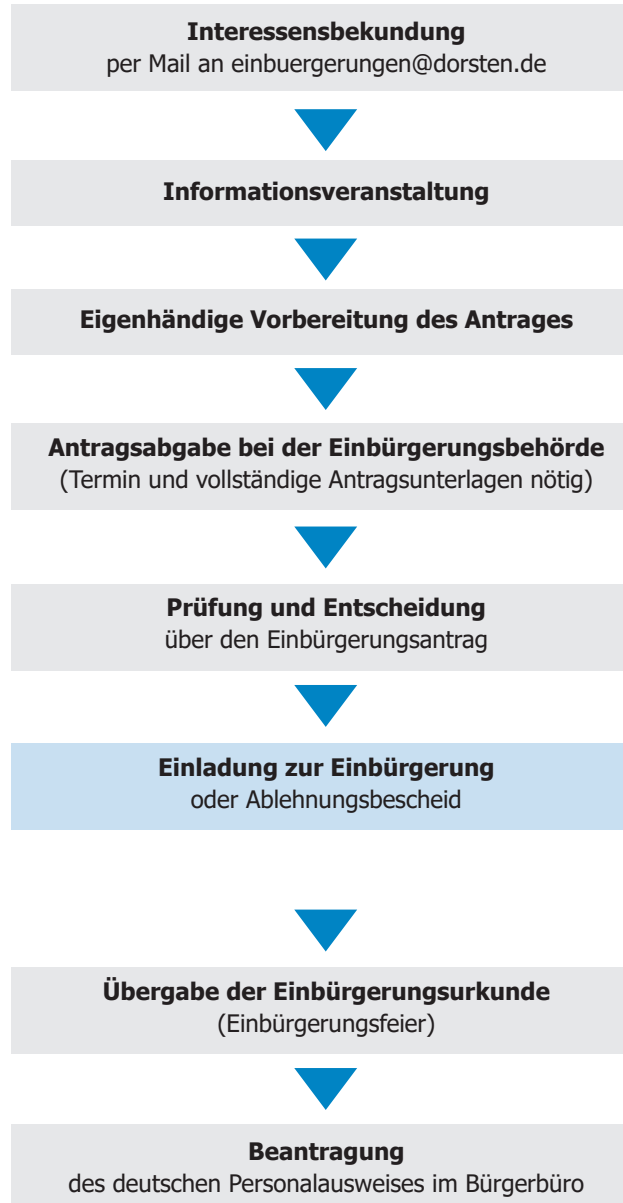 Interessensbekundung
per Mail an einbuergerungen@dorsten.de
Informationsveranstaltung
Eigenhändige Vorbereitung des Antrages
Antragsabgabe bei der Einbürgerungsbehörde
(Termin und vollständige Antragsunterlagen nötig)
Prüfung und Entscheidung
über den Einbürgerungsantrag
Einladung zur Einbürgerung
oder Ablehnungsbescheid
Übergabe der Einbürgerungsurkunde
(Einbürgerungsfeier)
Beantragung
des deutschen Personalausweises im Bürgerbüro